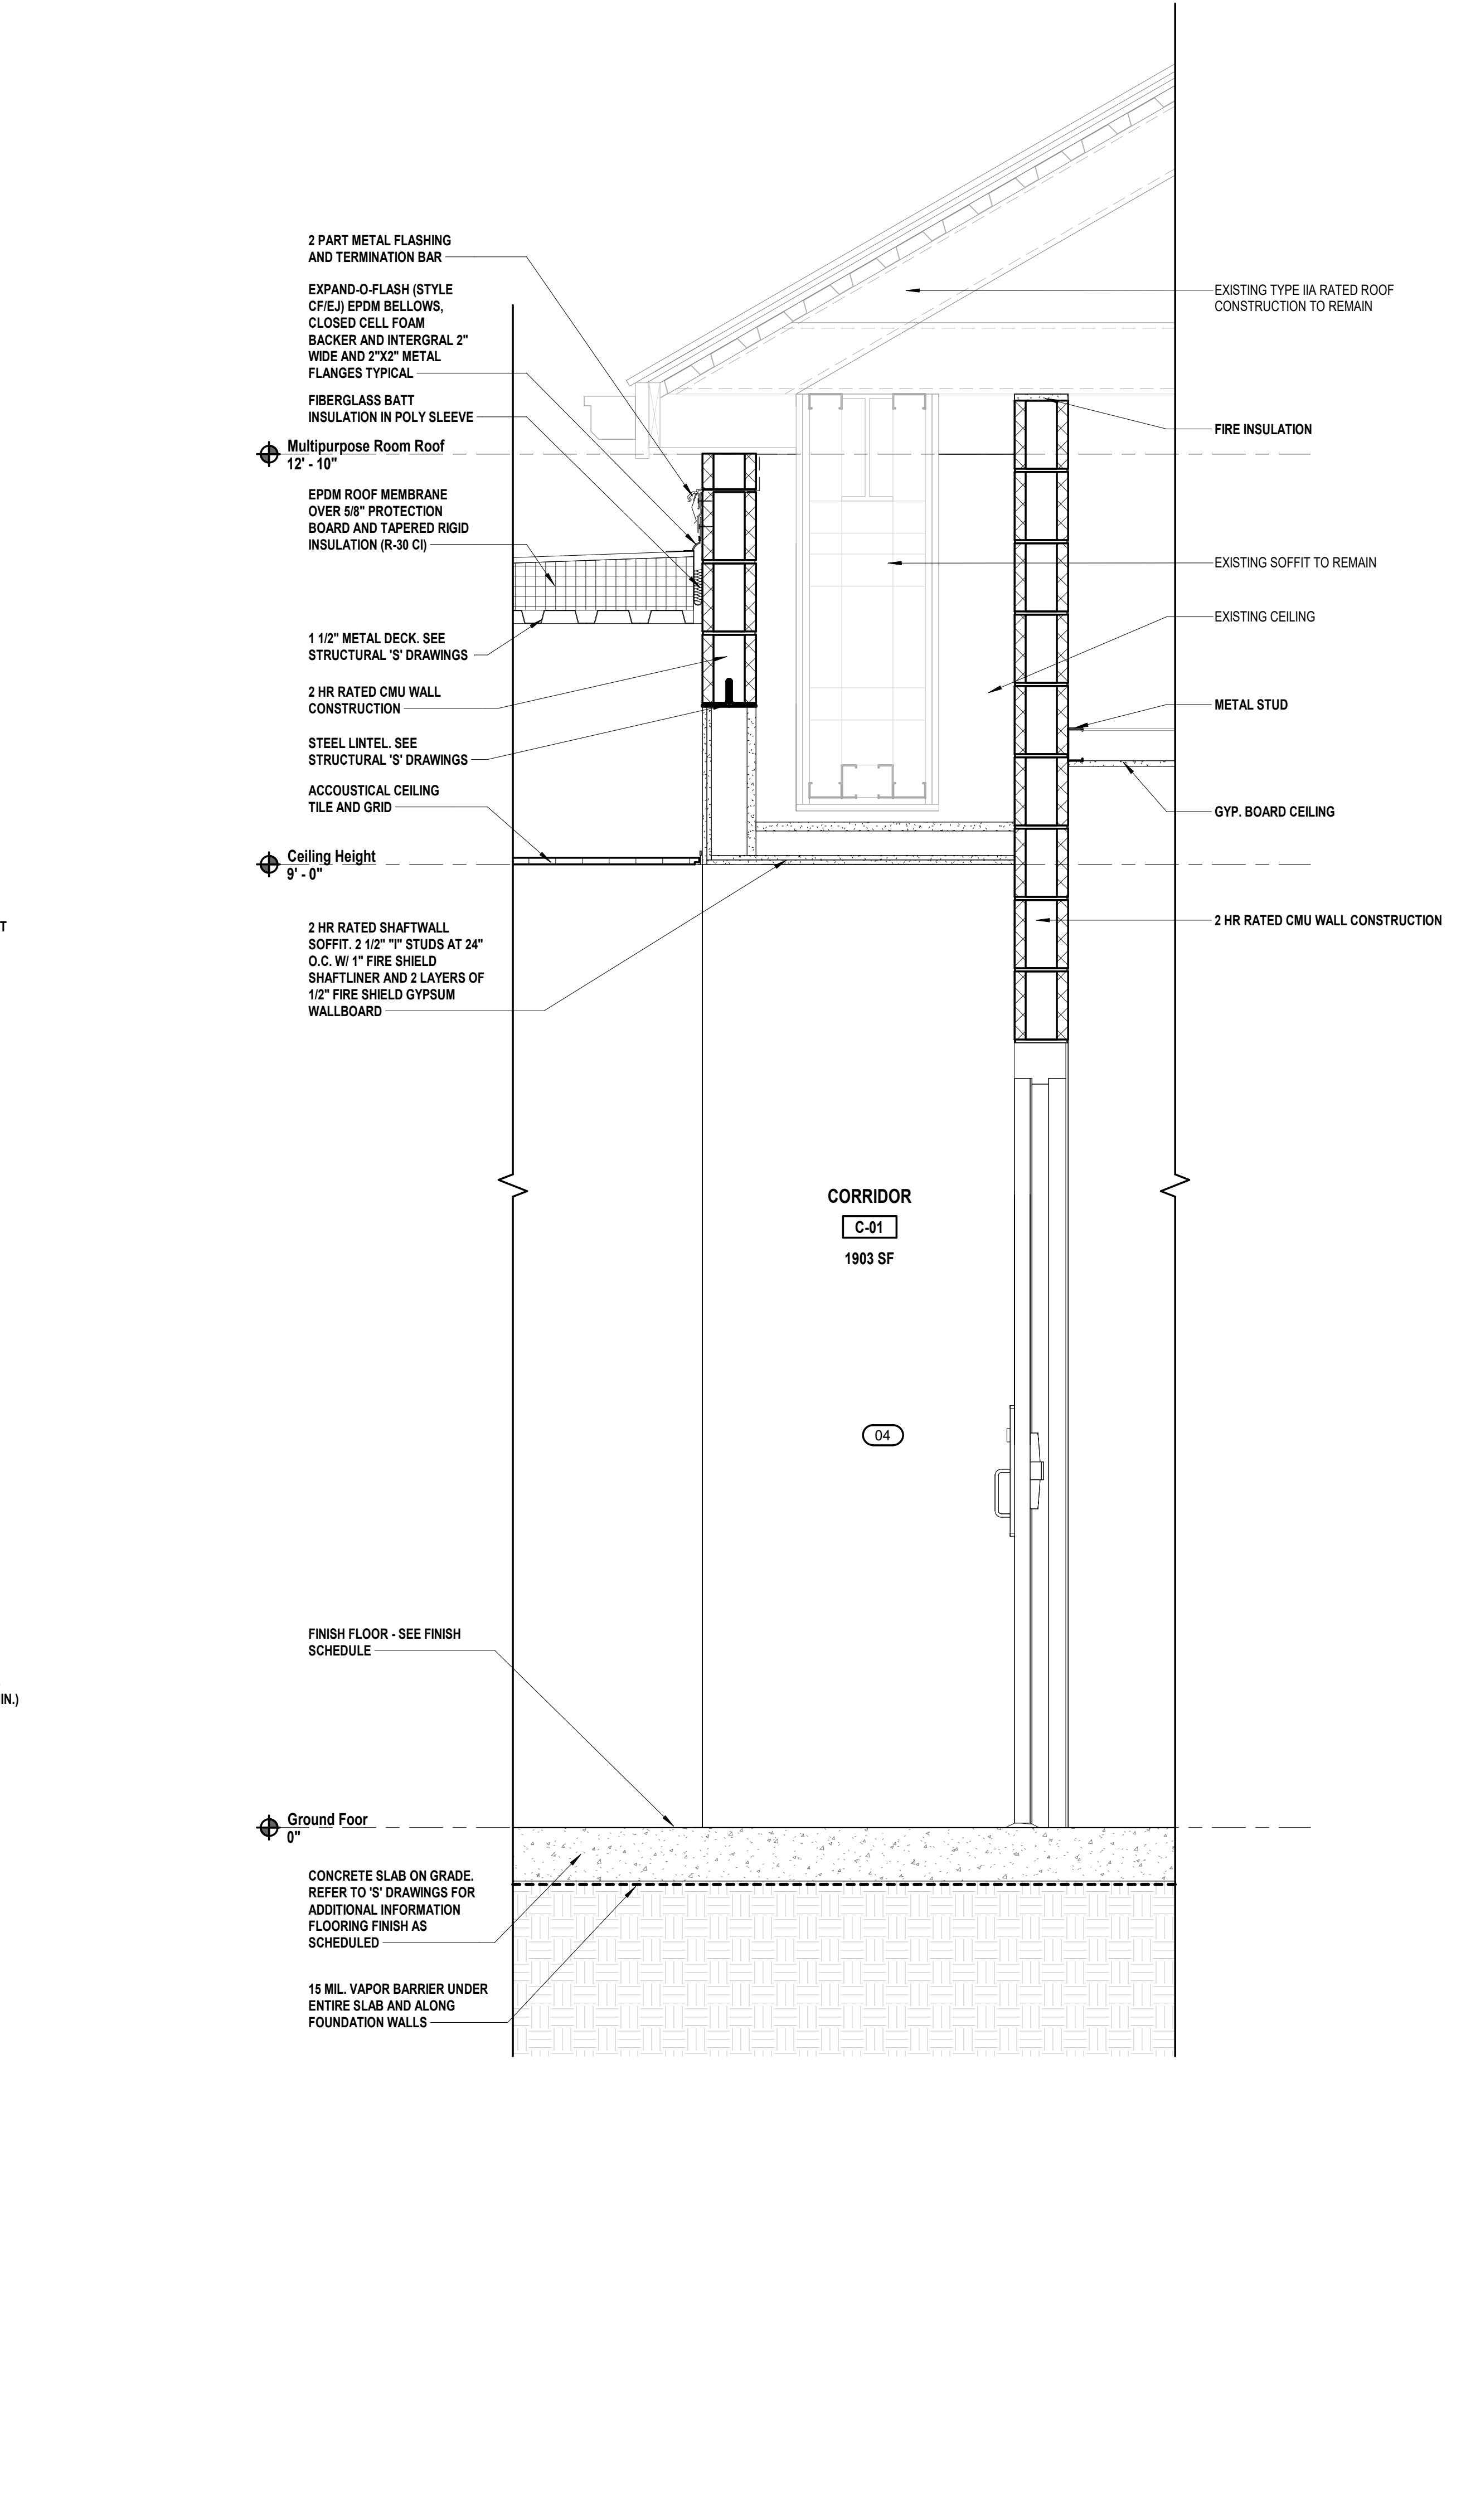 2 PART METAL FLASHING
AND TERMINATION BAR
EXPAND-O-FLASH (STYLE
CF/EJ) EPDM BELLOWS,
CLOSED CELL FOAM
BACKER AND INTERGRAL 2"
WIDE AND 2"X2" METAL
FLANGES TYPICAL
FIBERGLASS BATT
INSULATION IN POLY SLEEVE
Multipurpose Room Roof
12' - 10"
EPDM ROOF MEMBRANE
OVER 5/8" PROTECTION
BOARD AND TAPERED RIGID
INSULATION (R-30 CI)
1 1/2" METAL DECK. SEE
STRUCTURAL 'S' DRAWINGS
2 HR RATED CMU WALL
CONSTRUCTION
STEEL LINTEL. SEE
STRUCTURAL 'S' DRAWINGS
ACCOUSTICAL CEILING
TILE AND GRID
Ceiling Height
9' - 0"
T
2 HR RATED SHAFTWALL
SOFFIT. 2 1/2" "I" STUDS AT 24"
O.C. W/ 1" FIRE SHIELD
SHAFTLINER AND 2 LAYERS OF
1/2" FIRE SHIELD GYPSUM
WALLBOARD
EXISTING TYPE IIA RATED ROOF
CONSTRUCTION TO REMAIN
FIRE INSULATION
EXISTING SOFFIT TO REMAIN
EXISTING CEILING
METAL STUD
GYP. BOARD CEILING
2 HR RATED CMU WALL CONSTRUCTION
CORRIDOR
C-01
1903 SF
04
FINISH FLOOR - SEE FINISH
SCHEDULE
IN.)
Ground Foor
0"
CONCRETE SLAB ON GRADE.
REFER TO 'S' DRAWINGS FOR
ADDITIONAL INFORMATION
FLOORING FINISH AS
SCHEDULED
15 MIL. VAPOR BARRIER UNDER
ENTIRE SLAB AND ALONG
FOUNDATION WALLS